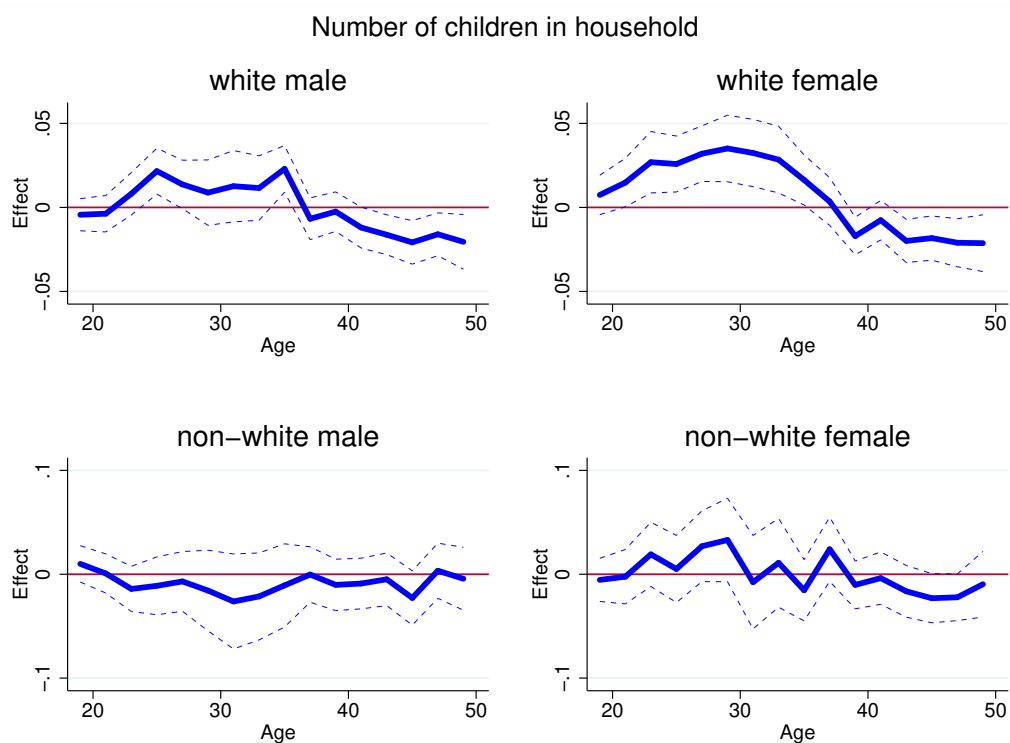 Number of children in household
white male
white female
.05
0
−.05
Effect
20
30
40
50
Age
.05
0
−.05
Effect
20
30
40
50
Age
non−white male
non−white female
.1
0
−.1
Effect
20
30
40
50
Age
.1
0
−.1
Effect
20
30
40
50
Age